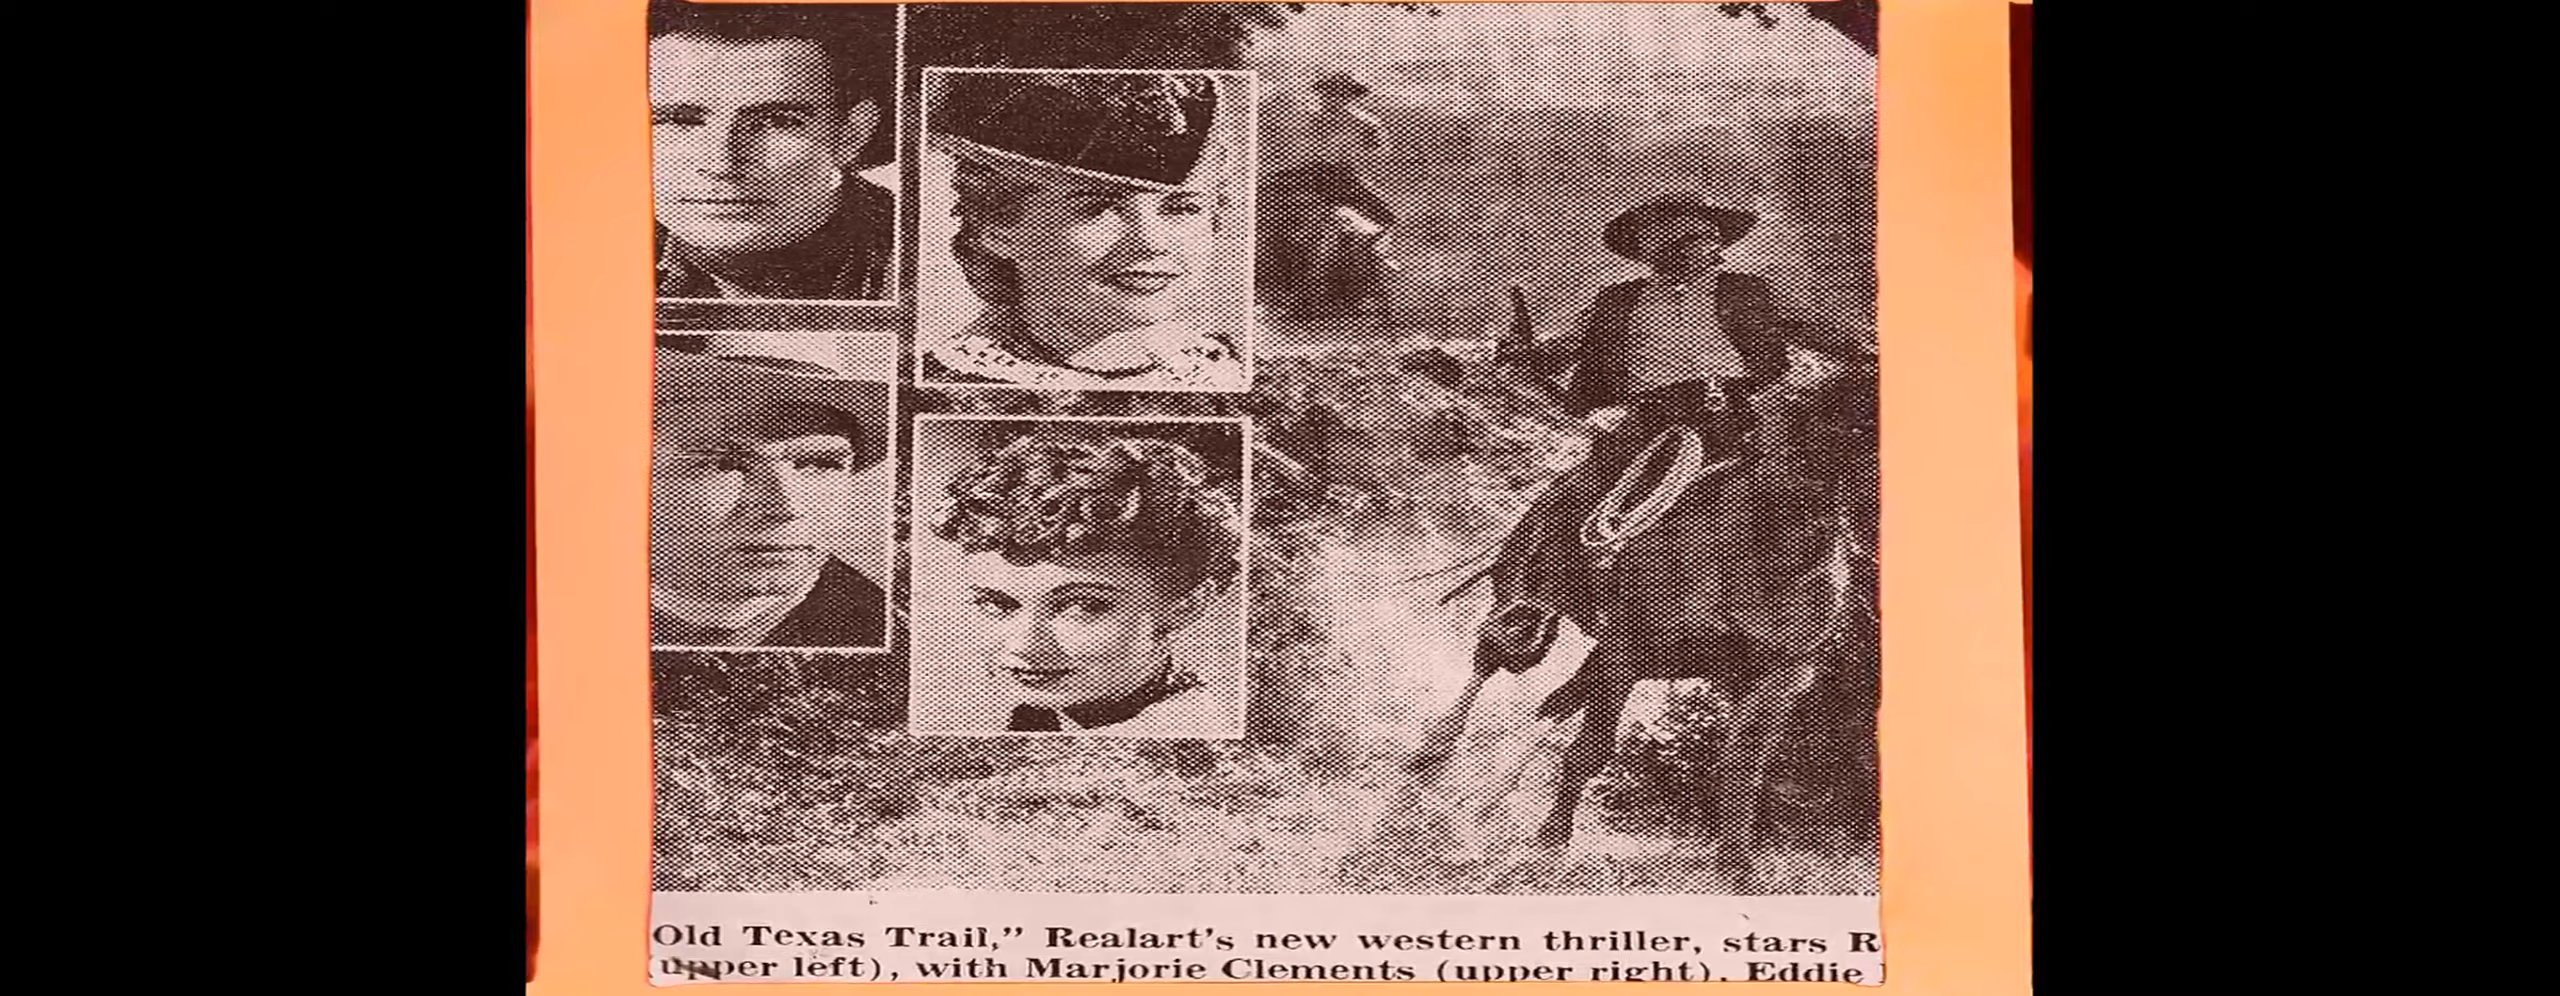 Old Texas Trail,” Realart’s new western thriller, stars R
(upper left), with Marjorie Clements (upper right), Eddie